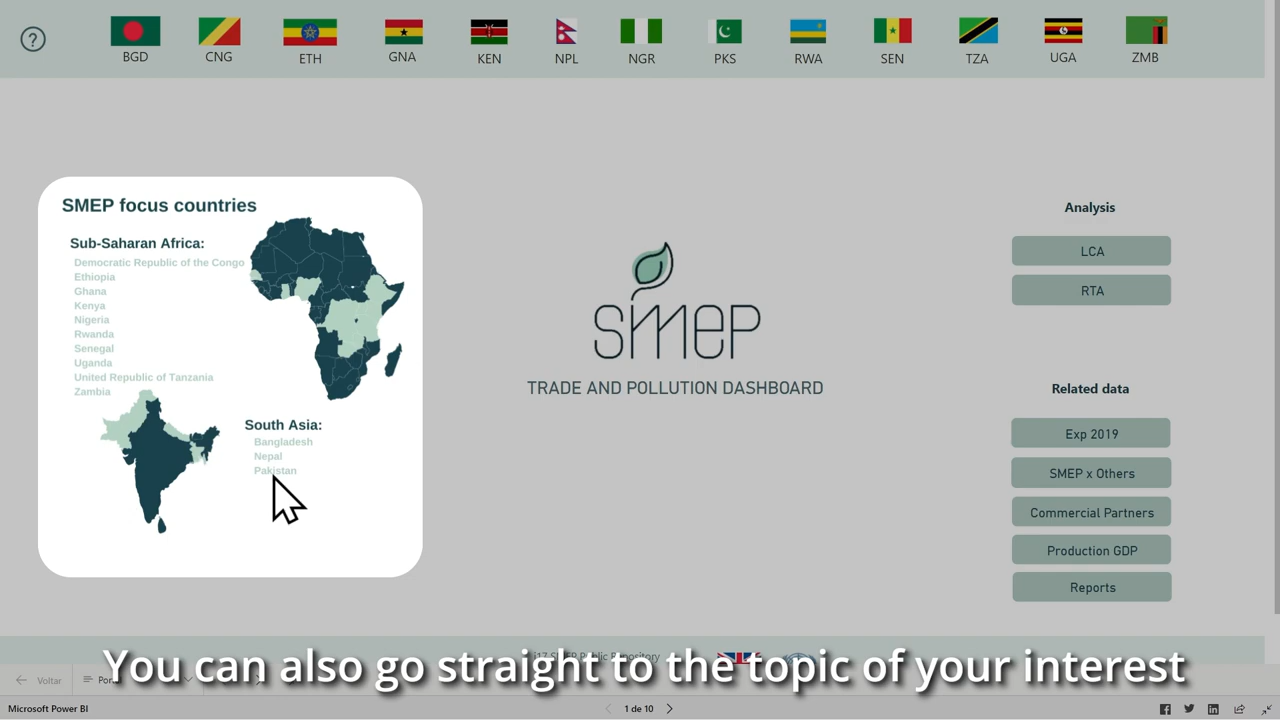 ?
BGD
CNG
ETH
GNA
KEN
NPL
NGR
PKS
RWA
SEN
TZA
UGA
ZMB
SMEP focus countries
Sub-Saharan Africa:
Democratic Republic of the Congo
Ethiopia
Ghana
Kenya
Nigeria
Rwanda
Senegal
Uganda
United Republic of Tanzania
Zambia
South Asia:
Bangladesh
Nepal
Pakistan
smep
TRADE AND POLLUTION DASHBOARD
Analysis
LCA
RTA
Related data
Exp 2019
SMEP x Others
Commercial Partners
Production GDP
Reports
You can also go straight to the topic of your interest
Voltar
Microsoft Power BI
1 de 10